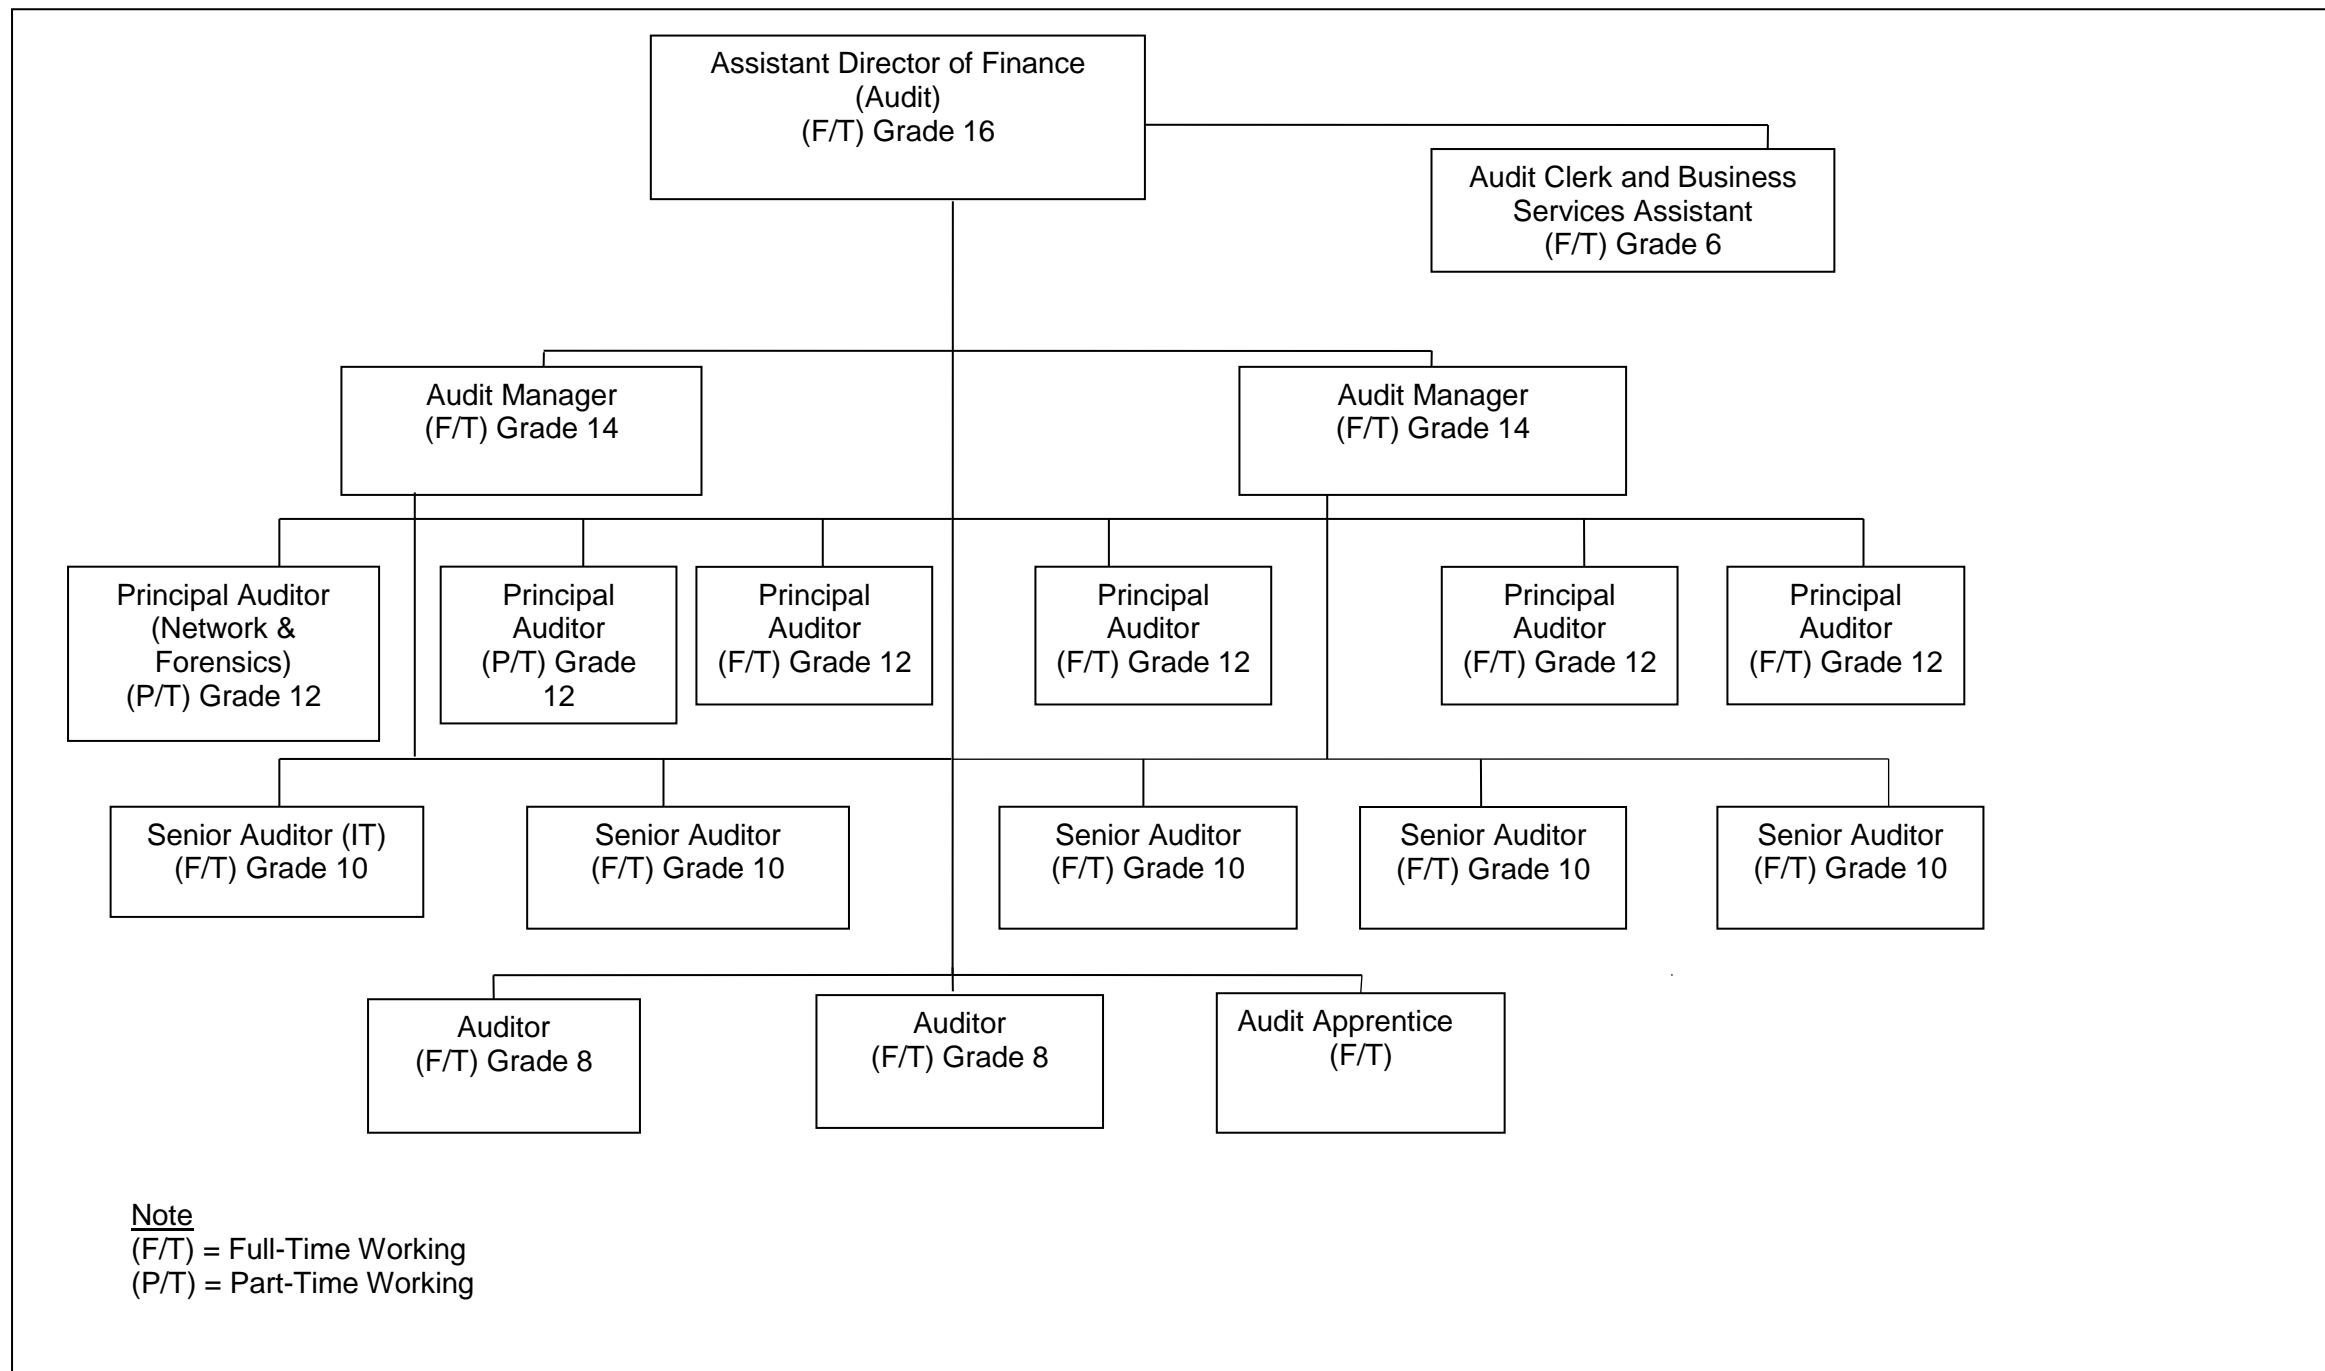 Assistant Director of Finance
(Audit)
(F/T) Grade 16
Audit Clerk and Business
Services Assistant
(F/T) Grade 6
Audit Manager
(F/T) Grade 14
Audit Manager
(F/T) Grade 14
Principal Auditor
(Network &
Forensics)
(P/T) Grade 12
Principal
Auditor
(P/T) Grade
12
Principal
Auditor
(F/T) Grade 12
Principal
Auditor
(F/T) Grade 12
Principal
Auditor
(F/T) Grade 12
Principal
Auditor
(F/T) Grade 12
Senior Auditor (IT)
(F/T) Grade 10
Senior Auditor
(F/T) Grade 10
Senior Auditor
(F/T) Grade 10
Senior Auditor
(F/T) Grade 10
Senior Auditor
(F/T) Grade 10
Auditor
(F/T) Grade 8
Auditor
(F/T) Grade 8
Audit Apprentice
(F/T)
Note
(F/T) = Full-Time Working
(P/T) = Part-Time Working